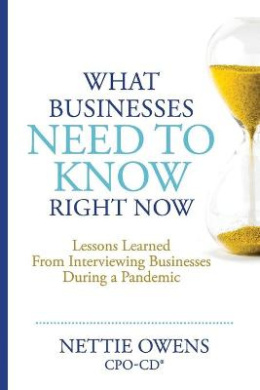 WHAT
BUSINESSES
NEED TO
KNOW
RIGHT NOW
Lessons Learned
From Interviewing Businesses
During a Pandemic
NETTIE OWENS
CPO-CD®